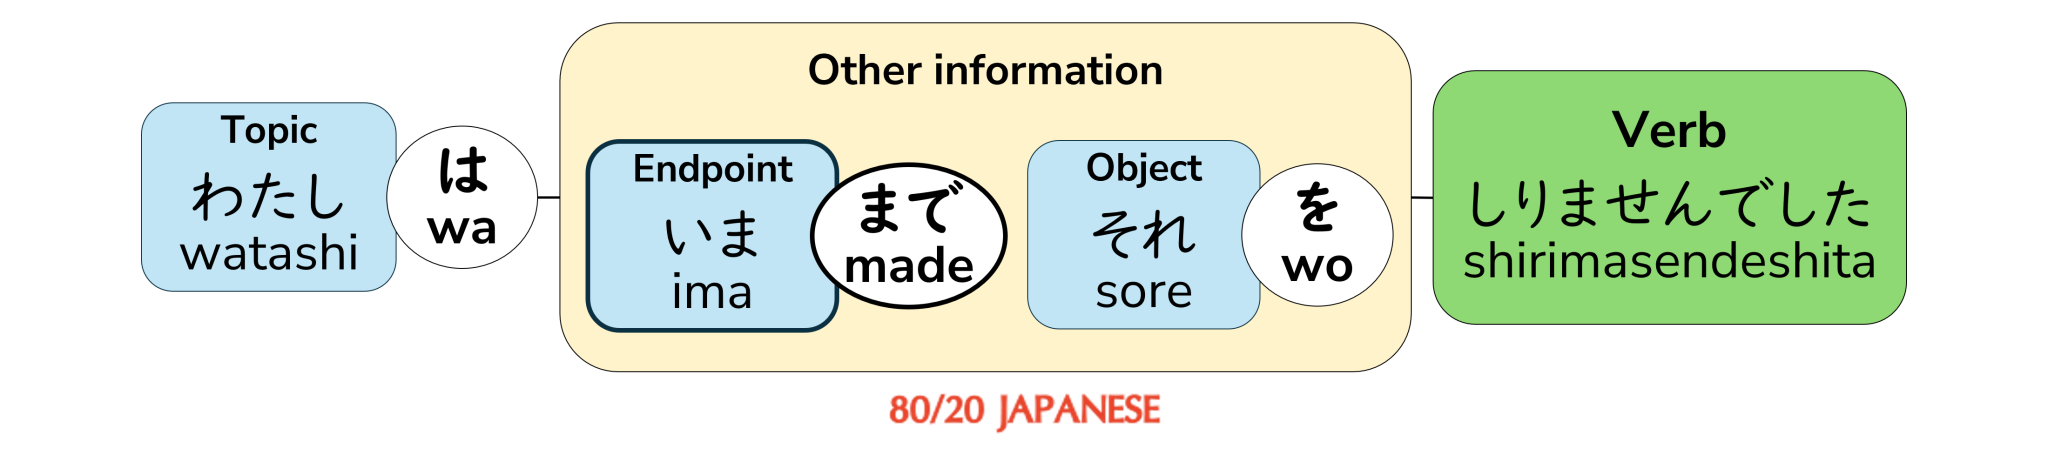 Other information
Topic
わたし
watashi
は
wa
Endpoint
いま
ima
まで
made
Object
それ
sore
を
wo
Verb
しりませんでした
shirimasendeshita
80/20 JAPANESE